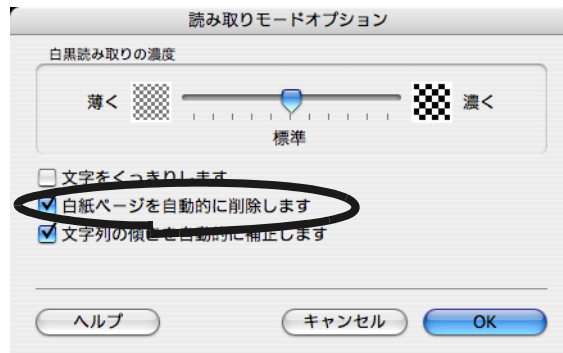 読み取りモードオプション
白黒読み取りの濃度
薄く
濃く
標準
文字をくっきりします
白紙ページを自動的に削除します
文字列の傾きを自動的に補正します
ヘルプ
キャンセル
OK